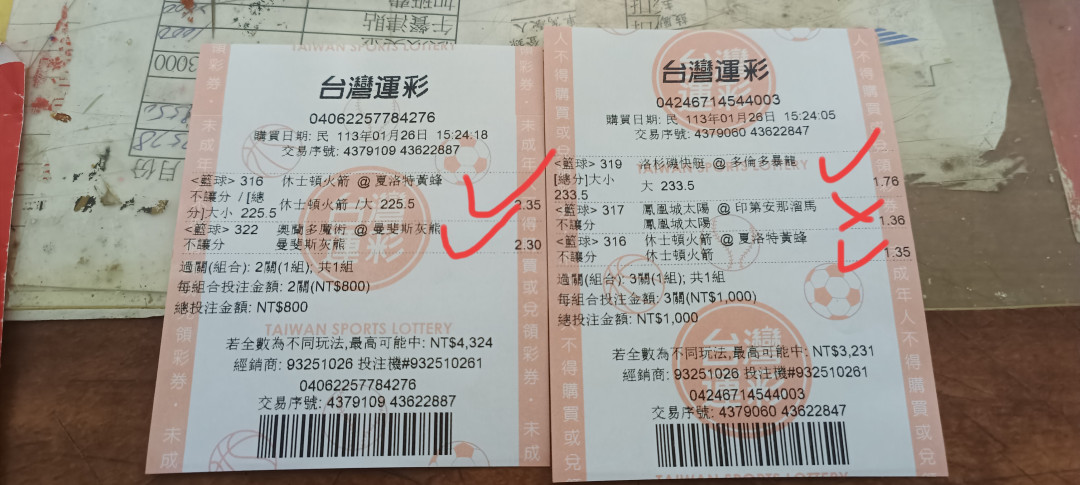 TAIWAN SPORTS LOTTERY
台灣運彩
04062257784276
購買日期: 民 113年01月26日 15:24:18
交易序號: 4379109 43622887
<籃球> 316 休士頓火箭 @ 夏洛特黃蜂
不讓分 / [總分]大小 225.5 休士頓火箭 /大 225.5 2.35
<籃球> 322 奧蘭多魔術 @ 曼斐斯灰熊
不讓分 曼斐斯灰熊 2.30
過關(組合): 2關(1組); 共1組
每組合投注金額: 2關(NT$800)
總投注金額: NT$800
TAIWAN SPORTS LOTTERY
若全數為不同玩法,最高可能中: NT$4,324
經銷商: 93251026 投注機#932510261
04062257784276
交易序號: 4379109 43622887
台灣運彩
04246714544003
購買日期: 民 113年01月26日 15:24:05
交易序號: 4379060 43622847
<籃球> 319 洛杉磯快艇 @ 多倫多暴龍
[總分]大小 233.5 大 233.5 1.76
<籃球> 317 鳳凰城太陽 @ 印第安那溜馬
不讓分 鳳凰城太陽 1.36
<籃球> 316 休士頓火箭 @ 夏洛特黃蜂
不讓分 休士頓火箭 1.35
過關(組合): 3關(1組); 共1組
每組合投注金額: 3關(NT$1,000)
總投注金額: NT$1,000
若全數為不同玩法,最高可能中: NT$3,231
經銷商: 93251026 投注機#932510261
04246714544003
交易序號: 4379060 43622847
TAIWAN SPORTS LOTTERY
午餐津貼
加班費
3000
月份